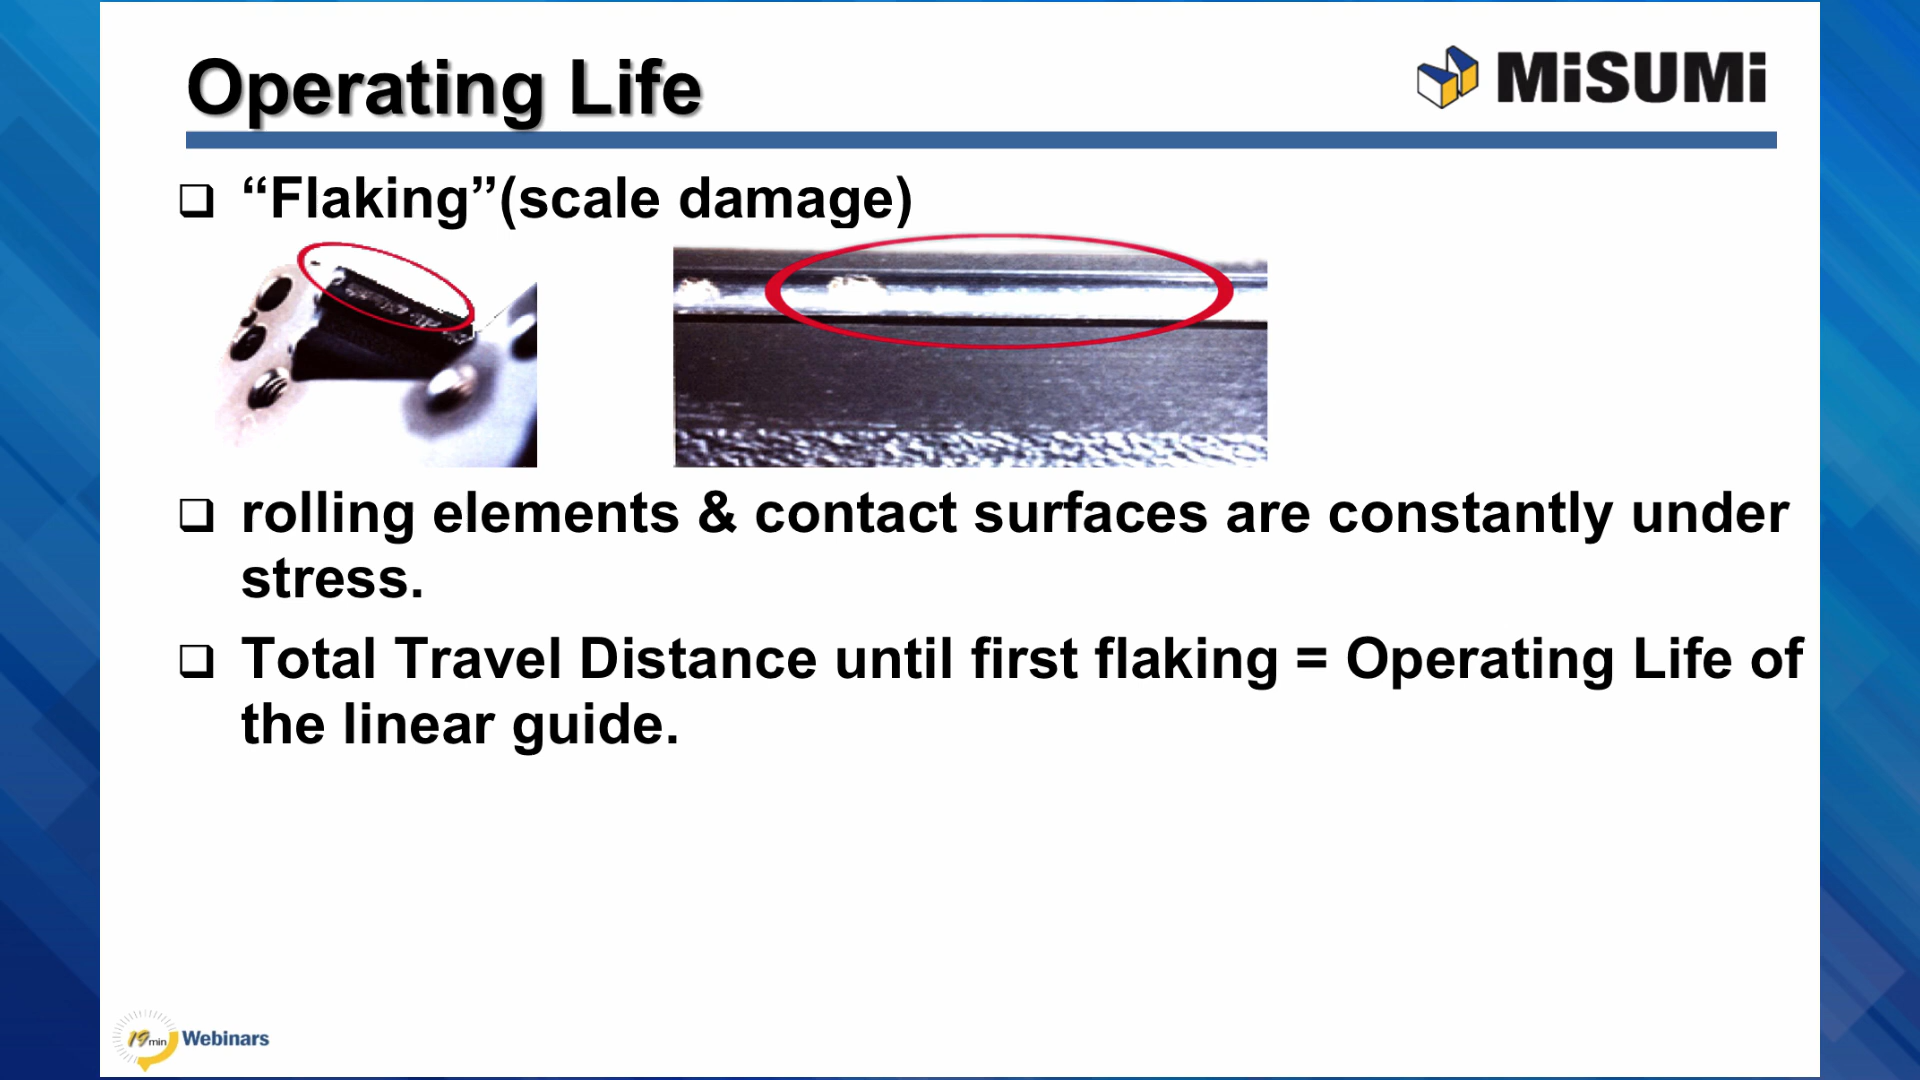 Operating Life
MiSUMi
“Flaking”(scale damage)
rolling elements & contact surfaces are constantly under
stress.
Total Travel Distance until first flaking = Operating Life of
the linear guide.
19min Webinars